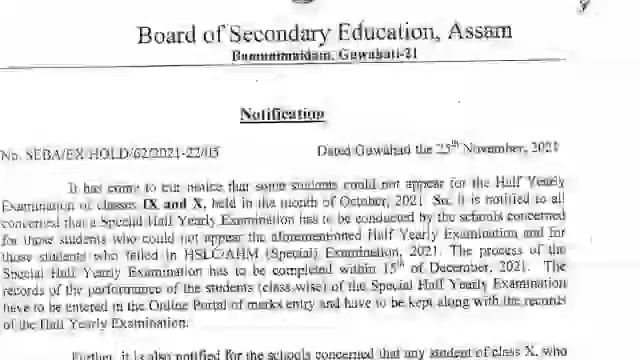 Board of Secondary Education, Assam
Bamunimaidam, Guwahati-21
Notification
No. SEBA/EX/HOLD/62/2021-22/05 Dated Guwahati the 25th November, 2021
It has come to our notice that some students could not appear for the Half Yearly
Examination of classes IX and X, held in the month of October, 2021. So, it is notified to all
concerned that a Special Half Yearly Examination has to be conducted by the schools concerned
for those students who could not appear the aforementioned Half Yearly Examination and for
those students who failed in HSLC/AHM (Special) Examination, 2021. The process of the
Special Half Yearly Examination has to be completed within 15th of December, 2021. The
records of the performance of the students (class wise) of the Special Half Yearly Examination
have to be entered in the Online Portal of marks entry and have to be kept along with the records
of the Half Yearly Examination.
Further, it is also notified for the schools concerned that any student of class X, who